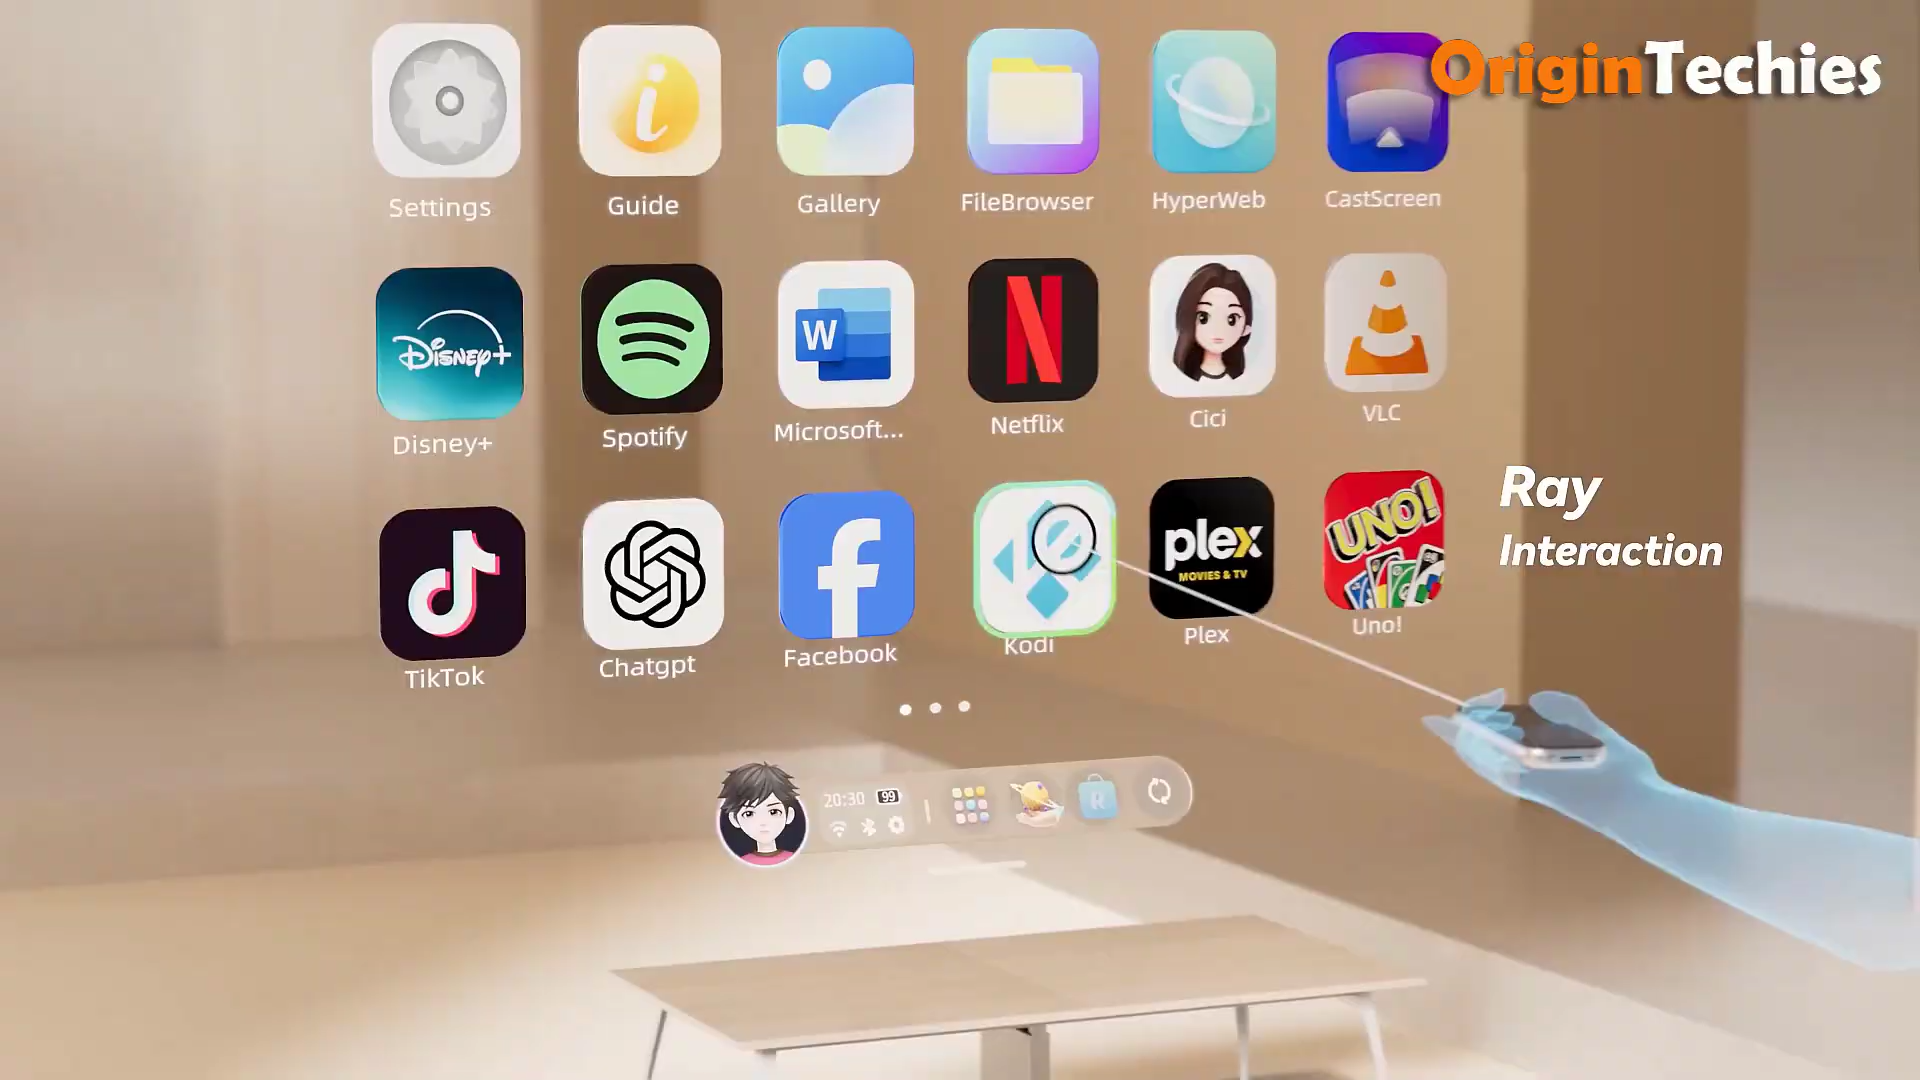 OriginTechies
Settings
Guide
Gallery
FileBrowser
HyperWeb
CastScreen
Disney+
Spotify
W
Microsoft...
N
Netflix
Cici
VLC
Disney+
TikTok
Chatgpt
f
Facebook
Kodi
plex
MOVIES & TV
Plex
UNO!
Uno!
Ray
Interaction
20:30 99
R